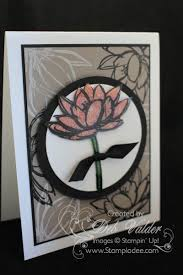 Created by
Deb Valder
Images © Stampin' Up!
www.Stampladee.com